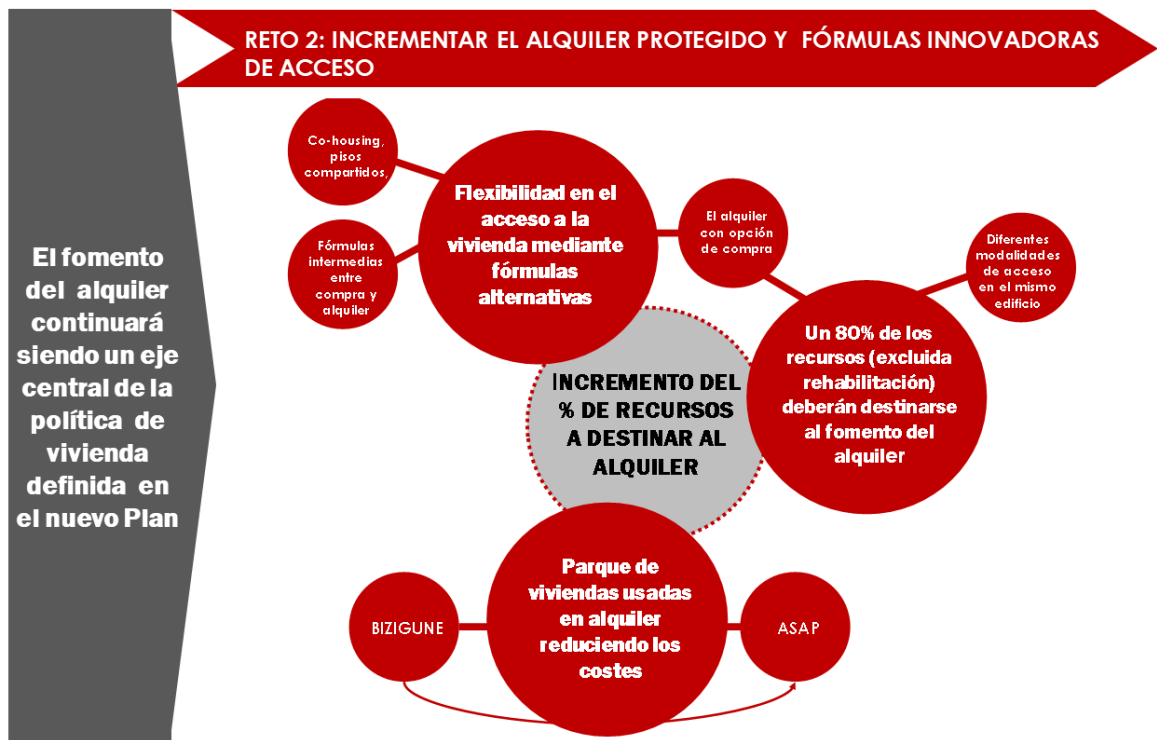 RETO 2: INCREMENTAR EL ALQUILER PROTEGIDO Y FÓRMULAS INNOVADORAS
DE ACCESO
El fomento
del alquiler
continuará
siendo un eje
central de la
política de
vivienda
definida en
el nuevo Plan
Co-housing,
pisos
compartidos,
Fórmulas
intermedias
entre
compra y
alquiler
Flexibilidad en el
acceso a la
vivienda mediante
fórmulas
alternativas
El alquiler
con opción
de compra
Diferentes
modalidades
de acceso
en el mismo
edificio
Un 80% de los
recursos (excluida
rehabilitación)
deberán destinarse
al fomento del
alquiler
INCREMENTO DEL
% DE RECURSOS
A DESTINAR AL
ALQUILER
Parque de
viviendas usadas
en alquiler
reduciendo los
costes
BIZIGUNE
ASAP